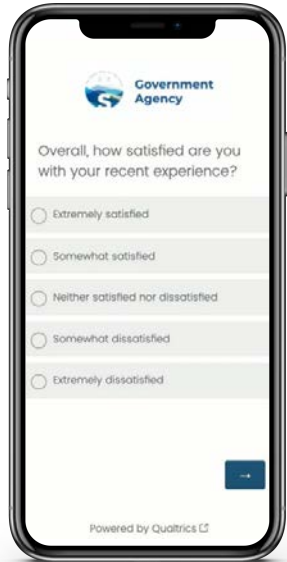 Government
Agency
Overall, how satisfied are you
with your recent experience?
Extremely satisfied
Somewhat satisfied
Neither satisfied nor dissatisfied
Somewhat dissatisfied
Extremely dissatisfied
→
Powered by Qualtrics